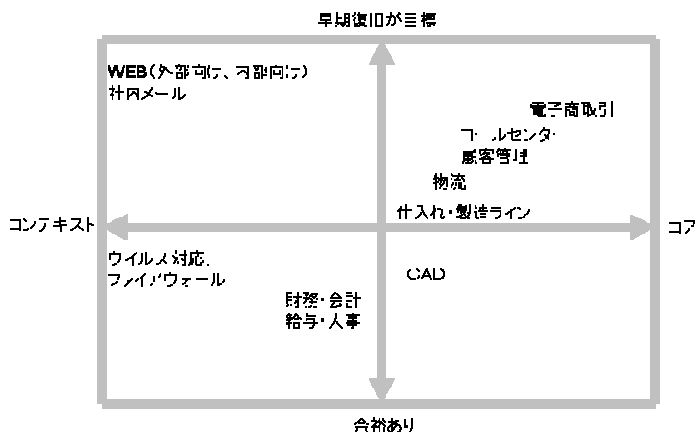 早期復旧が目標
WEB(外部向け、内部向け)
社内メール
電子商取引
コールセンター
顧客管理
物流
仕入れ・製造ライン
コンテキスト
コア
ウイルス対応、
ファイアウォール
CAD
財務・会計
給与・人事
余裕あり